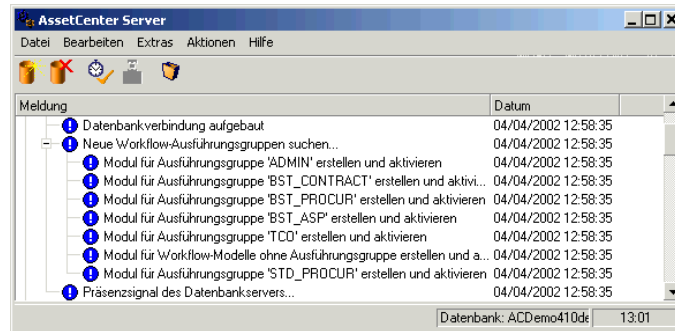 AssetCenter Server
Datei Bearbeiten Extras Aktionen Hilfe
Meldung Datum
Datenbankverbindung aufgebaut 04/04/2002 12:58:35
Neue Workflow-Ausführungsgruppen suchen... 04/04/2002 12:58:35
Modul für Ausführungsgruppe 'ADMIN' erstellen und aktivieren 04/04/2002 12:58:35
Modul für Ausführungsgruppe 'BST_CONTRACT' erstellen und aktivi... 04/04/2002 12:58:35
Modul für Ausführungsgruppe 'BST_PROCUR' erstellen und aktivieren 04/04/2002 12:58:35
Modul für Ausführungsgruppe 'BST_ASP' erstellen und aktivieren 04/04/2002 12:58:35
Modul für Ausführungsgruppe 'TCO' erstellen und aktivieren 04/04/2002 12:58:35
Modul für Workflow-Modelle ohne Ausführungsgruppe erstellen und a... 04/04/2002 12:58:35
Modul für Ausführungsgruppe 'STD_PROCUR' erstellen und aktivieren 04/04/2002 12:58:35
Präsenzsignal des Datenbankservers... 04/04/2002 12:58:35
Datenbank: ACDemo410de 13:01